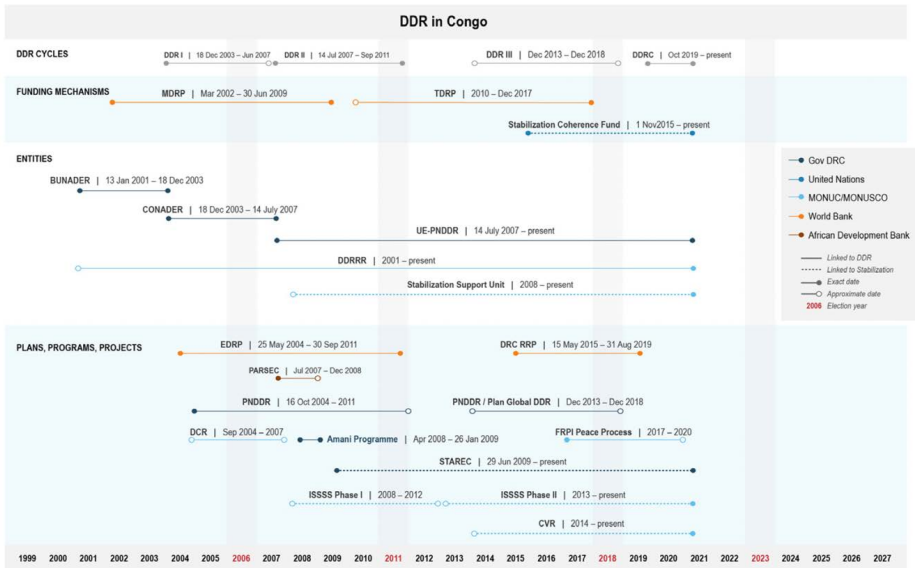 DDR in Congo
DDR CYCLES
DDR I | 18 Dec 2003 – Jun 2007
DDR II | 14 Jul 2007 – Sep 2011
DDR III | Dec 2013 – Dec 2018
DDRC | Oct 2019 – present
FUNDING MECHANISMS
MDRP | Mar 2002 – 30 Jun 2009
TDRP | 2010 – Dec 2017
Stabilization Coherence Fund | 1 Nov2015 – present
ENTITIES
BUNADER | 13 Jan 2001 – 18 Dec 2003
CONADER | 18 Dec 2003 – 14 July 2007
UE-PNDDR | 14 July 2007 – present
DDRRR | 2001 – present
Stabilization Support Unit | 2008 – present
Gov DRC
United Nations
MONUC/MONUSCO
World Bank
African Development Bank
Linked to DDR
Linked to Stabilization
Exact date
Approximate date
2006 Election year
PLANS, PROGRAMS, PROJECTS
EDRP | 25 May 2004 – 30 Sep 2011
DRC RRP | 15 May 2015 – 31 Aug 2019
PARSEC | Jul 2007 – Dec 2008
PNDDR | 16 Oct 2004 – 2011
PNDDR / Plan Global DDR | Dec 2013 – Dec 2018
DCR | Sep 2004 – 2007
Amani Programme | Apr 2008 – 26 Jan 2009
FRPI Peace Process | 2017 – 2020
STAREC | 29 Jun 2009 – present
ISSSS Phase I | 2008 – 2012
ISSSS Phase II | 2013 – present
CVR | 2014 – present
1999 2000 2001 2002 2003 2004 2005 2006 2007 2008 2009 2010 2011 2012 2013 2014 2015 2016 2017 2018 2019 2020 2021 2022 2023 2024 2025 2026 2027